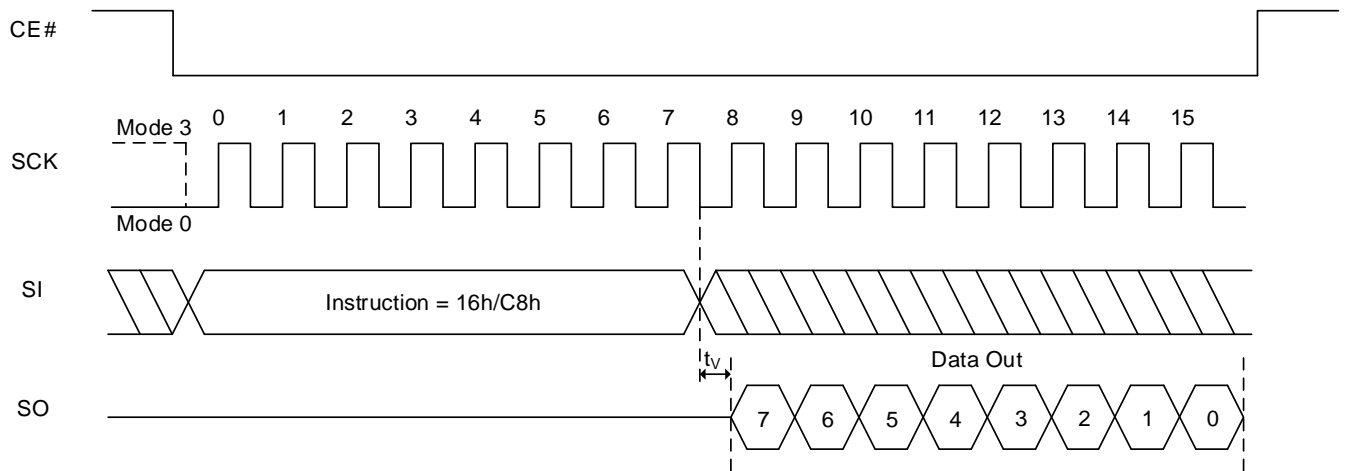 CE#
Mode 3 0 1 2 3 4 5 6 7 8 9 10 11 12 13 14 15
SCK
Mode 0
SI
Instruction = 16h/C8h
tV Data Out
SO
7 6 5 4 3 2 1 0